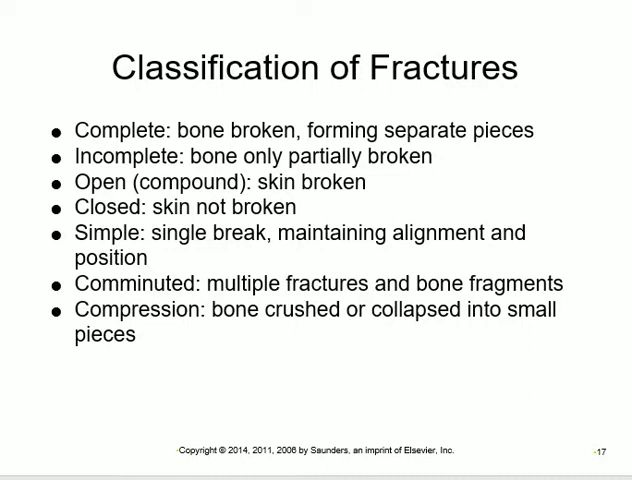 Classification of Fractures
● Complete: bone broken, forming separate pieces
● Incomplete: bone only partially broken
● Open (compound): skin broken
● Closed: skin not broken
● Simple: single break, maintaining alignment and
position
● Comminuted: multiple fractures and bone fragments
● Compression: bone crushed or collapsed into small
pieces
•Copyright © 2014, 2011, 2006 by Saunders, an imprint of Elsevier, Inc.
•17